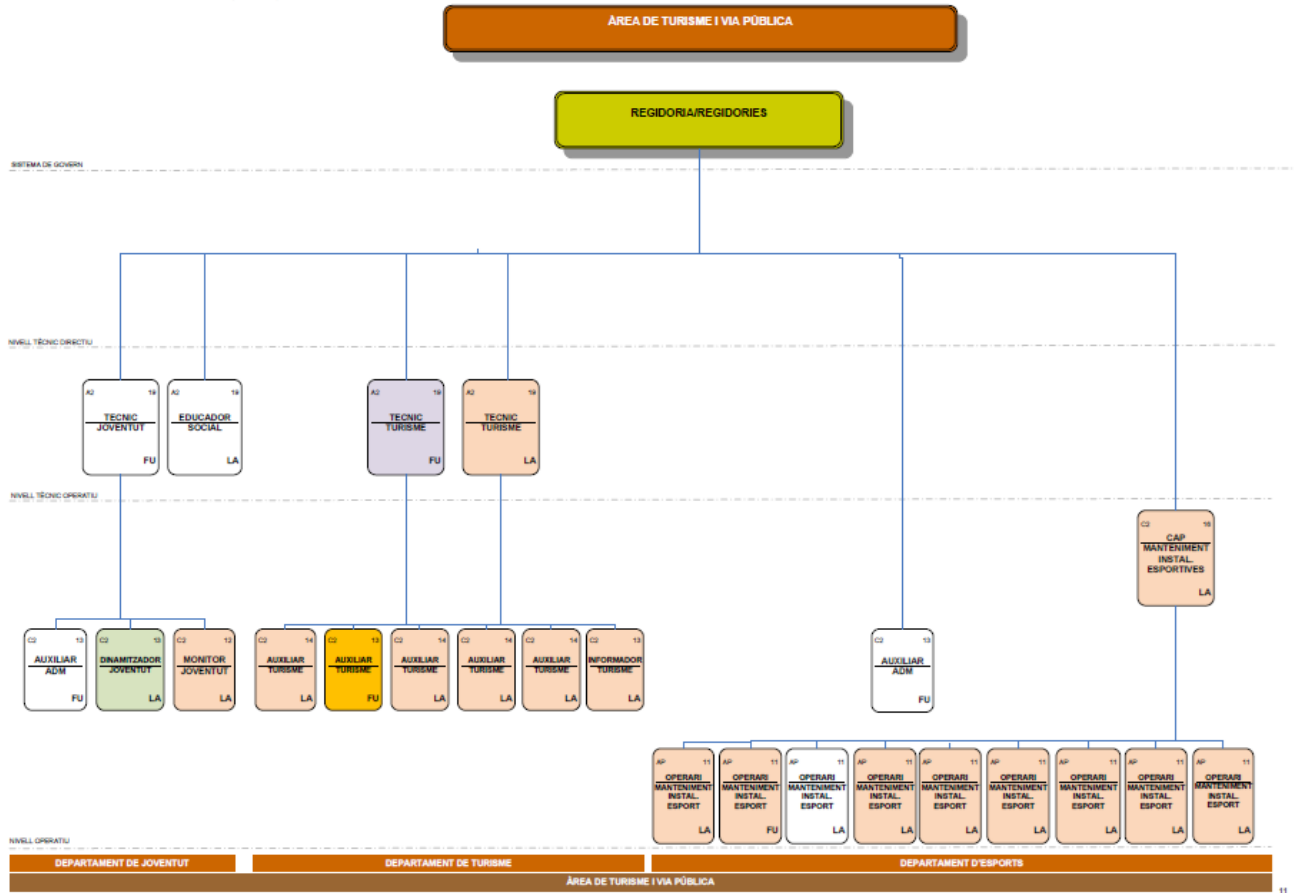 ÀREA DE TURISME I VIA PÚBLICA
REGIDORIA/REGIDORIES
SISTEMA DE GOVERN
NIVELL TÉCNIC DIRECTIU
A2 19
TECNIC
JOVENTUT
FU
A2 19
EDUCADOR
SOCIAL
LA
A2 19
TECNIC
TURISME
FU
A2 19
TECNIC
TURISME
LA
NIVELL TÉCNIC OPERATIU
C2 16
CAP
MANTENIMENT
INSTAL.
ESPORTIVES
LA
C2 13
AUXILIAR
ADM
FU
C2 13
DINAMITZADOR
JOVENTUT
LA
C2 12
MONITOR
JOVENTUT
LA
C2 14
AUXILIAR
TURISME
LA
C2 13
AUXILIAR
TURISME
FU
C2 14
AUXILIAR
TURISME
LA
C2 14
AUXILIAR
TURISME
LA
C2 14
AUXILIAR
TURISME
LA
C2 13
INFORMADOR
TURISME
LA
C2 13
AUXILIAR
ADM
FU
AP 11
OPERARI
MANTENIMENT
INSTAL.
ESPORT
LA
AP 11
OPERARI
MANTENIMENT
INSTAL.
ESPORT
FU
AP 11
OPERARI
MANTENIMENT
INSTAL.
ESPORT
LA
AP 11
OPERARI
MANTENIMENT
INSTAL.
ESPORT
LA
AP 11
OPERARI
MANTENIMENT
INSTAL.
ESPORT
LA
AP 11
OPERARI
MANTENIMENT
INSTAL.
ESPORT
LA
AP 11
OPERARI
MANTENIMENT
INSTAL.
ESPORT
LA
AP 11
OPERARI
MANTENIMENT
INSTAL.
ESPORT
LA
AP 11
OPERARI
MANTENIMENT
INSTAL.
ESPORT
LA
NIVELL OPERATIU
DEPARTAMENT DE JOVENTUT
DEPARTAMENT DE TURISME
DEPARTAMENT D'ESPORTS
ÀREA DE TURISME I VIA PÚBLICA
11